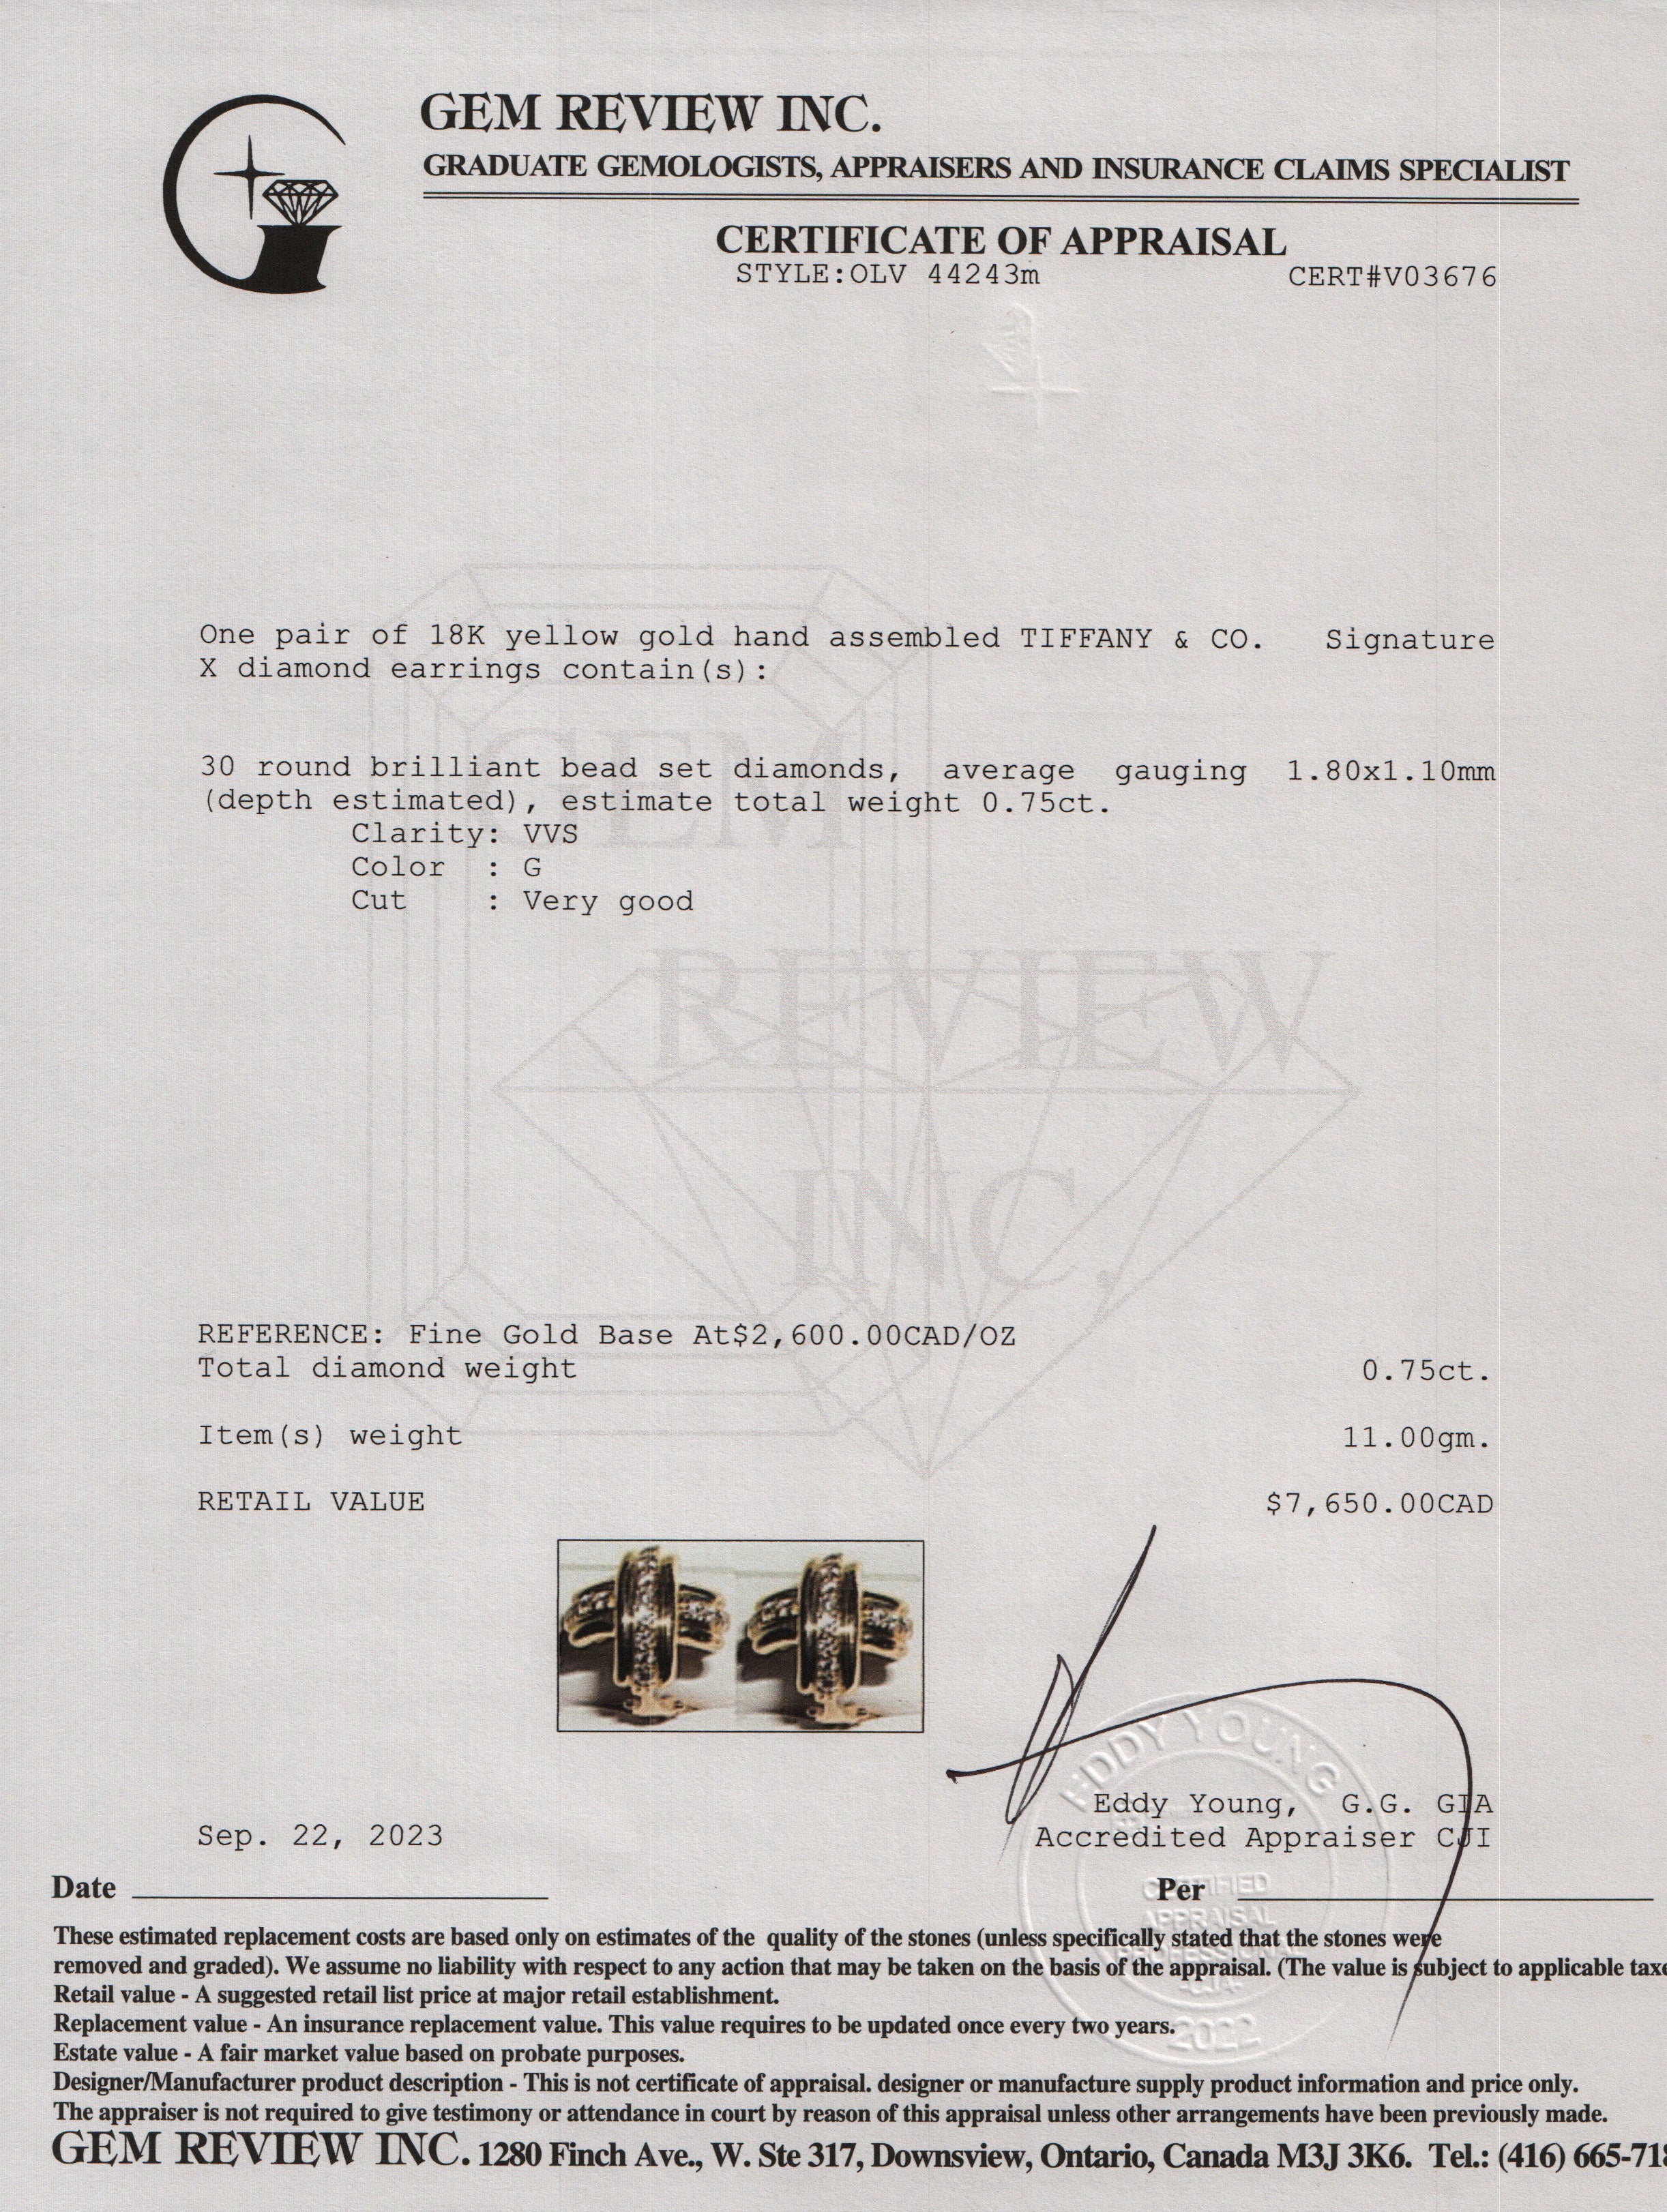 GEM REVIEW INC.
GRADUATE GEMOLOGISTS, APPRAISERS AND INSURANCE CLAIMS SPECIALIST
CERTIFICATE OF APPRAISAL
STYLE:OLV 44243m CERT#V03676
One pair of 18K yellow gold hand assembled TIFFANY & CO. Signature
X diamond earrings contain(s):
30 round brilliant bead set diamonds, average gauging 1.80x1.10mm
(depth estimated), estimate total weight 0.75ct.
Clarity: VVS
Color : G
Cut : Very good
GEM
REVIEW
INC.
REFERENCE: Fine Gold Base At$2,600.00CAD/OZ
Total diamond weight 0.75ct.
Item(s) weight 11.00gm.
RETAIL VALUE $7,650.00CAD
EDDY YOUNG
Eddy Young, G.G. GIA
Sep. 22, 2023 Accredited Appraiser CJI
Date Per
CERTIFIED
APPRAISAL
PROFESSIONAL
2022
These estimated replacement costs are based only on estimates of the quality of the stones (unless specifically stated that the stones were
removed and graded). We assume no liability with respect to any action that may be taken on the basis of the appraisal. (The value is subject to applicable taxe
Retail value - A suggested retail list price at major retail establishment.
Replacement value - An insurance replacement value. This value requires to be updated once every two years.
Estate value - A fair market value based on probate purposes.
Designer/Manufacturer product description - This is not certificate of appraisal. designer or manufacture supply product information and price only.
The appraiser is not required to give testimony or attendance in court by reason of this appraisal unless other arrangements have been previously made.
GEM REVIEW INC. 1280 Finch Ave., W. Ste 317, Downsview, Ontario, Canada M3J 3K6. Tel.: (416) 665-718